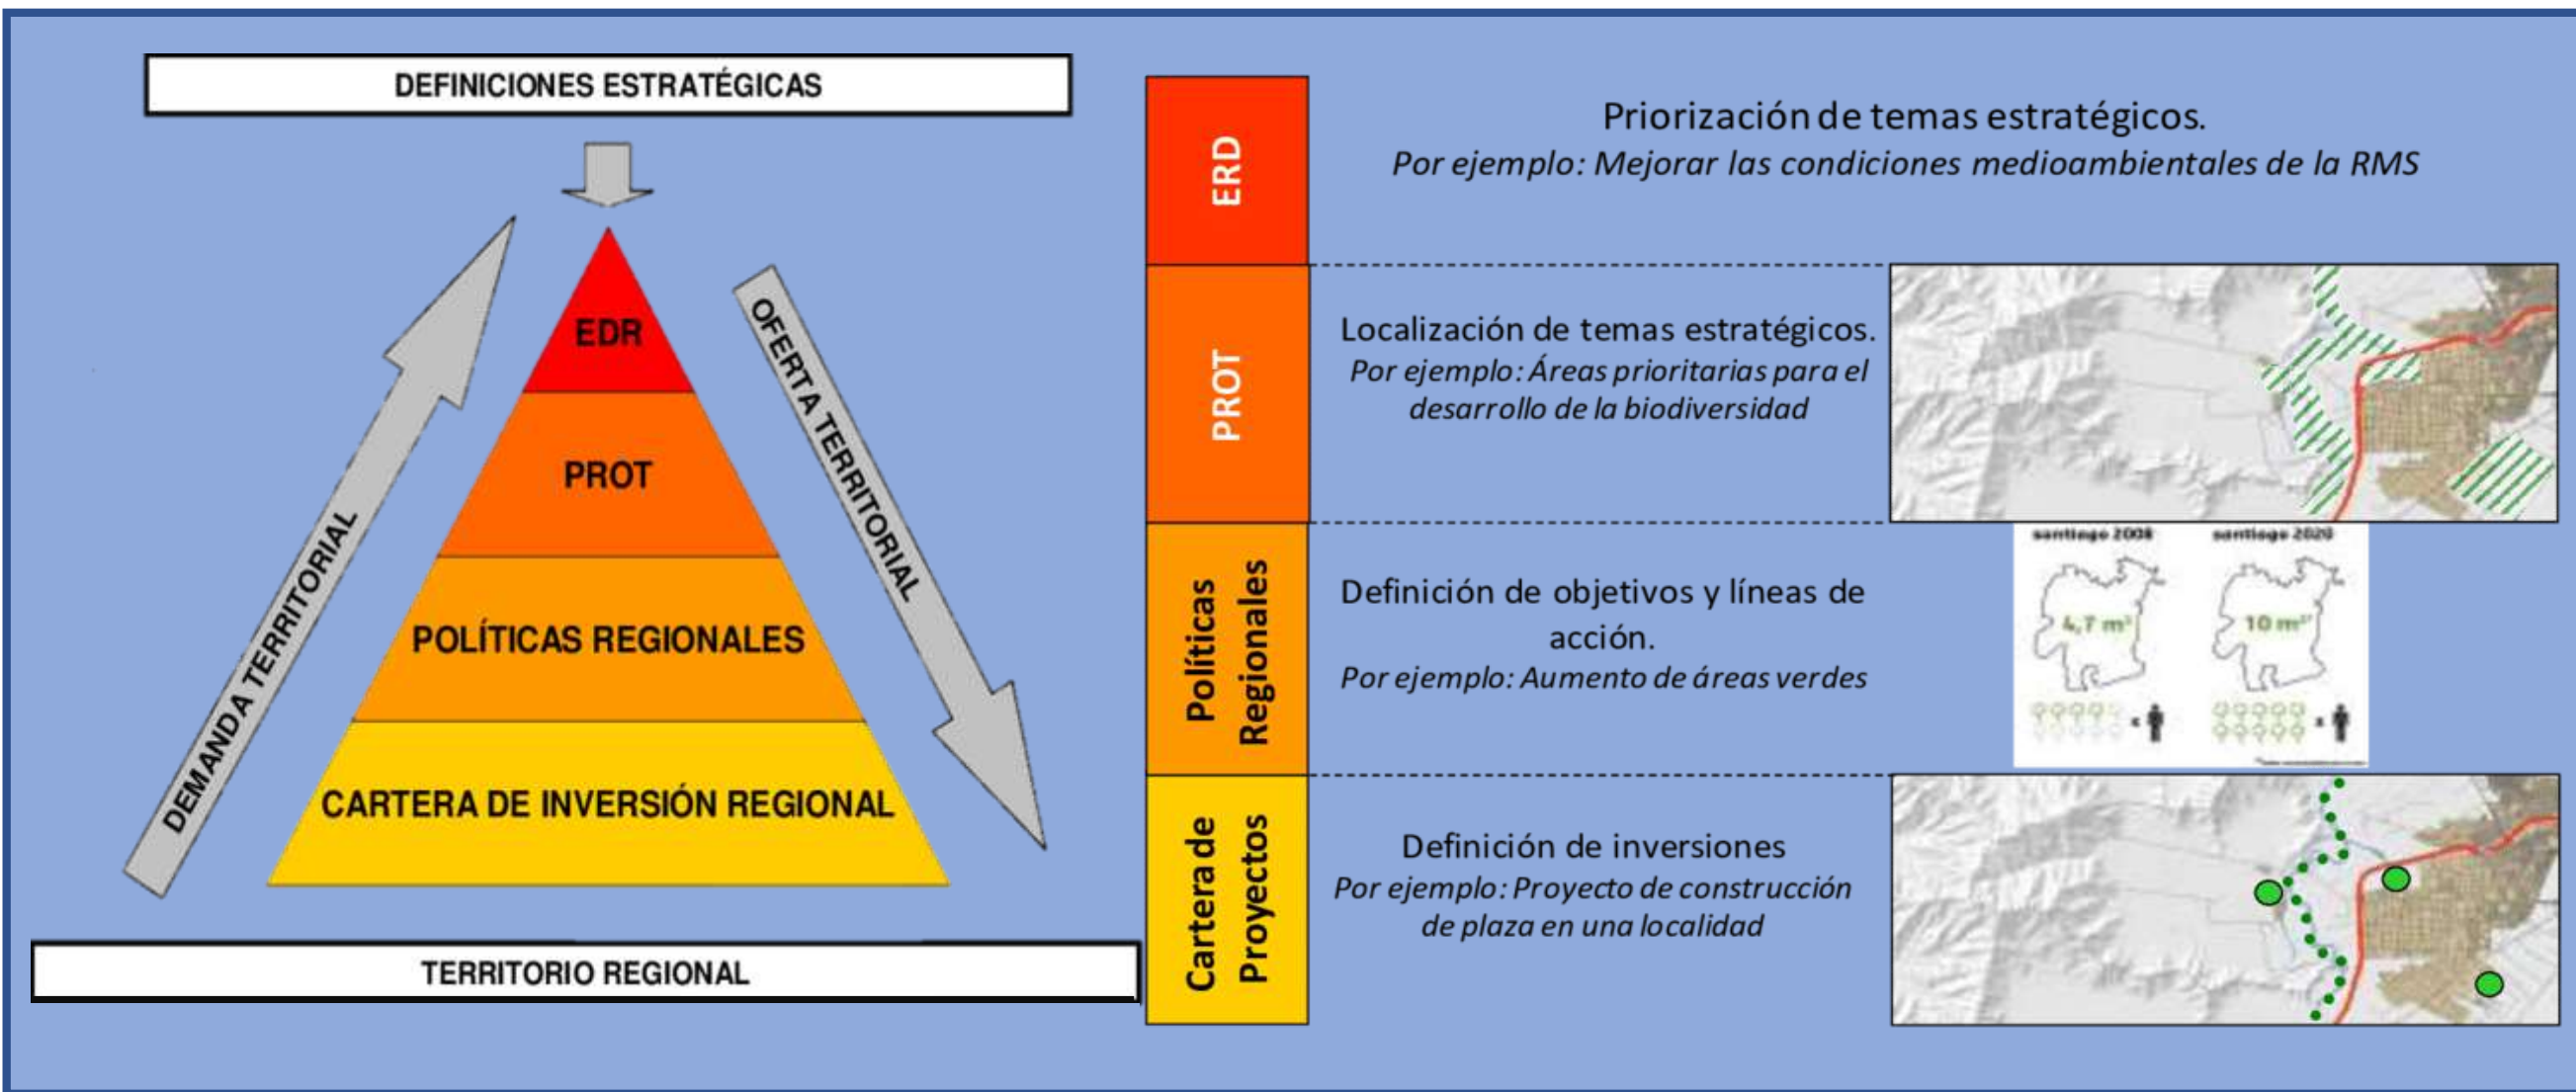 DEFINICIONES ESTRATÉGICAS
EDR
PROT
POLÍTICAS REGIONALES
CARTERA DE INVERSIÓN REGIONAL
DEMANDA TERRITORIAL
OFERTA TERRITORIAL
TERRITORIO REGIONAL
ERD
Priorización de temas estratégicos.
Por ejemplo: Mejorar las condiciones medioambientales de la RMS
PROT
Localización de temas estratégicos.
Por ejemplo: Áreas prioritarias para el
desarrollo de la biodiversidad
Políticas
Regionales
Definición de objetivos y líneas de
acción.
Por ejemplo: Aumento de áreas verdes
santiago 2008
santiago 2020
4,7 m²
10 m²
Cartera de
Proyectos
Definición de inversiones
Por ejemplo: Proyecto de construcción
de plaza en una localidad